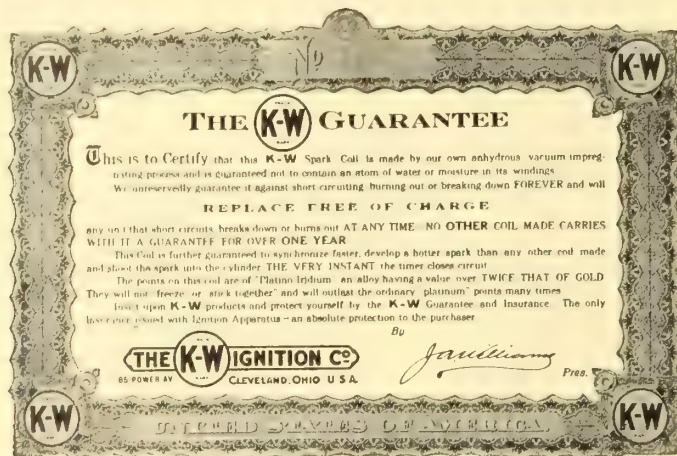 No
K-W K-W
THE K-W GUARANTEE
This is to Certify that this K-W Spark Coil is made by our own anhydrous vacuum impreg-
nating process and is guaranteed not to contain an atom of water or moisture in its windings
We unreservedly guarantee it against short circuiting burning out or breaking down FOREVER and will
REPLACE FREE OF CHARGE
any unit that short circuits, breaks down or burns out AT ANY TIME NO OTHER COIL MADE CARRIES
WITH IT A GUARANTEE FOR OVER ONE YEAR
This Coil is further guaranteed to synchronize faster, develop a hotter spark than any other coil made
and shoot the spark into the cylinder THE VERY INSTANT the timer closes circuit
The points on this coil are of "Platino Iridium" an alloy having a value over TWICE THAT OF GOLD
They will not "freeze or stick together" and will outlast the ordinary "platinum" points many times
Insist upon K-W products and protect yourself by the K-W Guarantee and Insurance. The only
Insurance issued with Ignition Apparatus - an absolute protection to the purchaser
By
THE K-W IGNITION Co
JAWilliams
85 POWER AV CLEVELAND, OHIO U S A.
Pres.
K-W K-W
UNITED STATES OF AMERICA